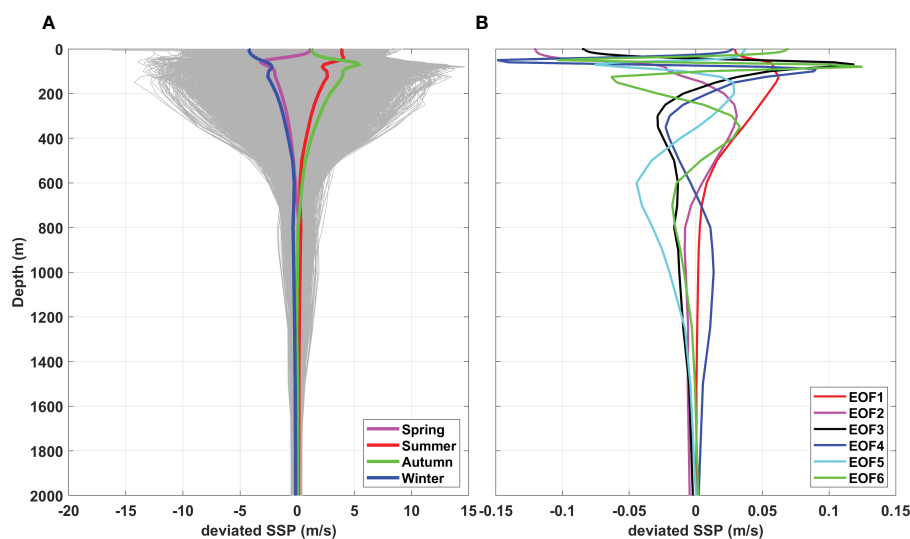 A
B
0
200
400
600
800
1000
1200
1400
1600
1800
2000
Depth (m)
-20 -15 -10 -5 0 5 10 15
deviated SSP (m/s)
Spring
Summer
Autumn
Winter
-0.15 -0.1 -0.05 0 0.05 0.1 0.15
deviated SSP (m/s)
EOF1
EOF2
EOF3
EOF4
EOF5
EOF6